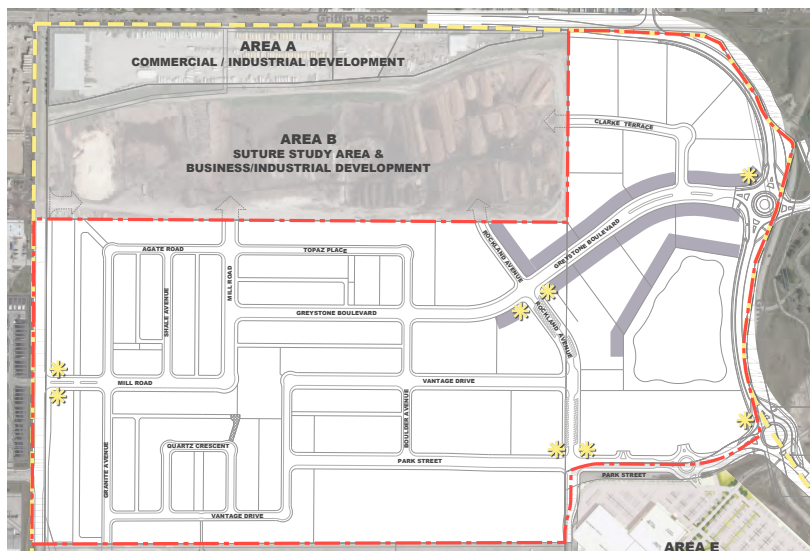 Griffin Road
AREA A
COMMERCIAL / INDUSTRIAL DEVELOPMENT
CLARKE TERRACE
AREA B
SUTURE STUDY AREA &
BUSINESS/INDUSTRIAL DEVELOPMENT
AGATE ROAD
TOPAZ PLACE
ROCKLAND AVENUE
GREYSTONE BOULEVARD
SHALE AVENUE
MILL ROAD
GREYSTONE BOULEVARD
ROCKLAND AVENUE
MILL ROAD
VANTAGE DRIVE
BOULDER AVENUE
QUARTZ CRESCENT
GRANITE AVENUE
PARK STREET
PARK STREET
VANTAGE DRIVE
AREA E